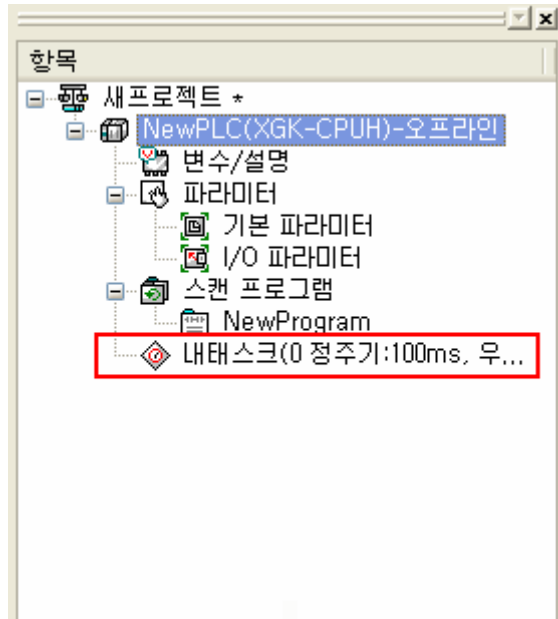 항목
새프로젝트 *
NewPLC(XGK-CPUH)-오프라인
변수/설명
파라미터
기본 파라미터
I/O 파라미터
스캔 프로그램
NewProgram
내태스크(0 정주기:100ms, 우...